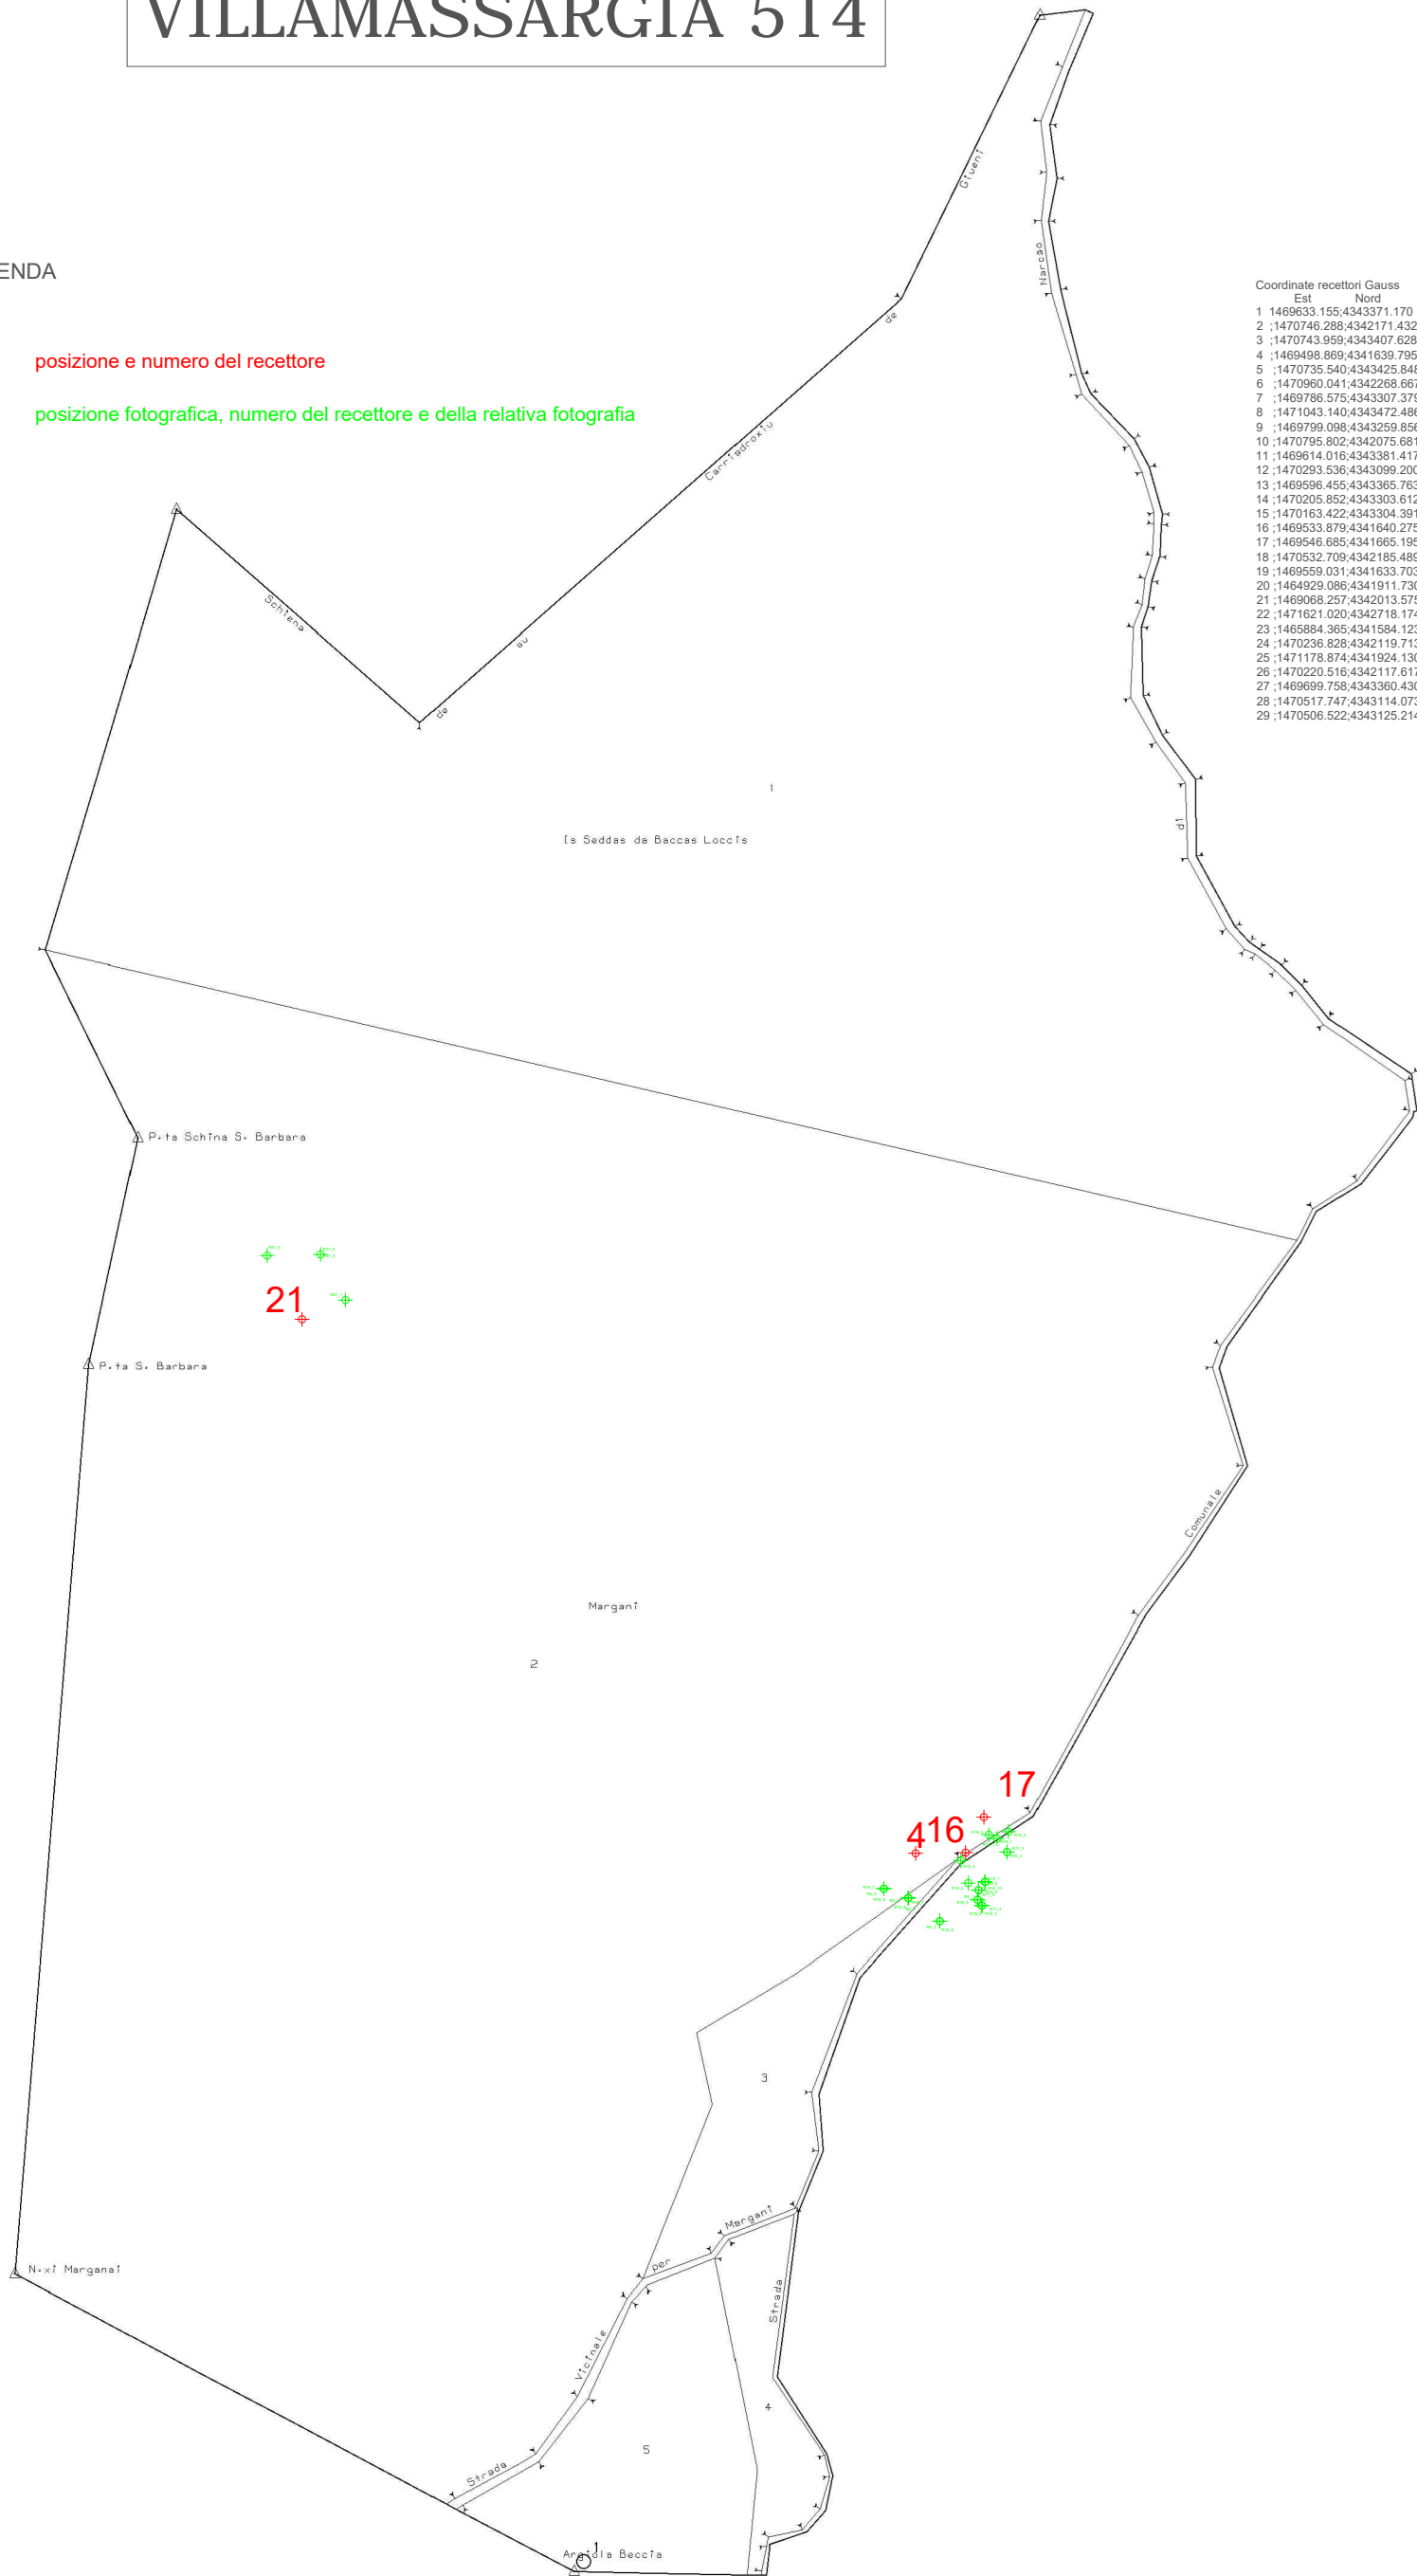 VILLAMASSARGIA 514
ENDA
posizione e numero del recettore
posizione fotografica, numero del recettore e della relativa fotografia
Coordinate recettori Gauss
Est Nord
1 1469633.155;4343371.170
2 ;1470746.288;4342171.432
3 ;1470743.959;4343407.628
4 ;1469498.869;4341639.795
5 ;1470735.540;4343425.848
6 ;1470960.041;4342268.667
7 ;1469786.575;4343307.379
8 ;1471043.140;4343472.486
9 ;1469799.098;4343259.856
10 ;1470795.802;4342075.681
11 ;1469614.016;4343381.417
12 ;1470293.536;4343099.200
13 ;1469596.455;4343365.763
14 ;1470205.852;4343303.612
15 ;1470163.422;4343304.391
16 ;1469533.879;4341640.275
17 ;1469546.685;4341665.195
18 ;1470532.709;4342185.489
19 ;1469559.031;4341633.703
20 ;1464929.086;4341911.730
21 ;1469068.257;4342013.575
22 ;1471621.020;4342718.174
23 ;1465884.365;4341584.123
24 ;1470236.828;4342119.713
25 ;1471178.874;4341924.130
26 ;1470220.516;4342117.617
27 ;1469699.758;4343360.430
28 ;1470517.747;4343114.073
29 ;1470506.522;4343125.214
Giueni
Narcao
de
Carriadroxiu
Schiena
su
de
di
1
Is Seddas da Baccas Loccis
P.ta Schina S. Barbara
21
P.ta S. Barbara
Comunale
Margani
2
17
4
16
3
Margani
per
N.xi Marganai
Strada
Vicinale
4
5
Strada
1
Argiola Beccia